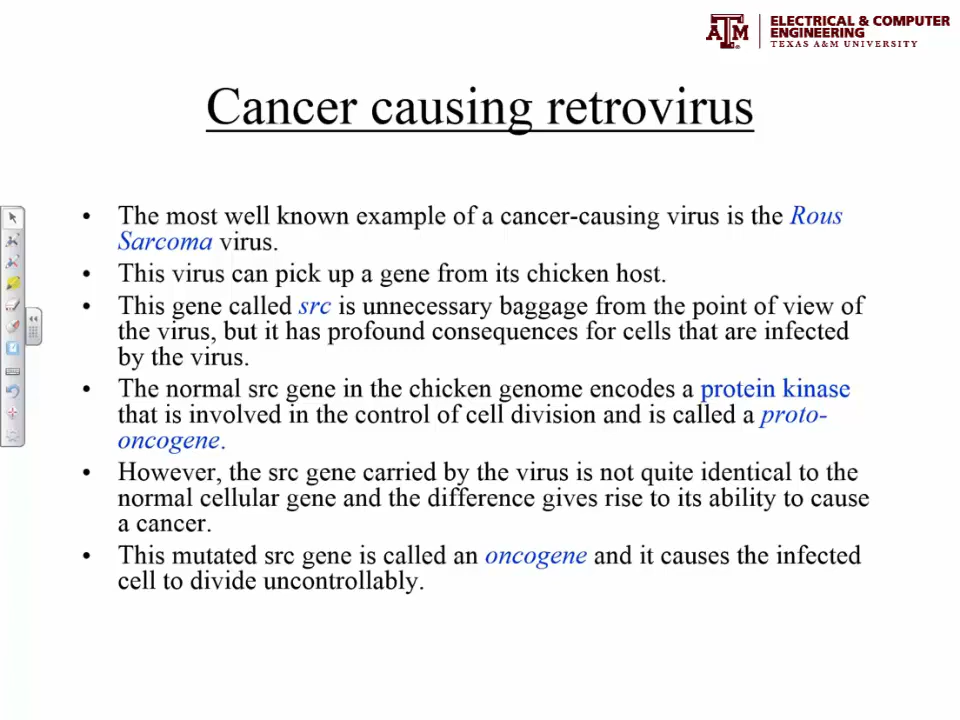 ELECTRICAL & COMPUTER
ENGINEERING
TEXAS A&M UNIVERSITY
Cancer causing retrovirus
• The most well known example of a cancer-causing virus is the Rous
Sarcoma virus.
• This virus can pick up a gene from its chicken host.
• This gene called src is unnecessary baggage from the point of view of
the virus, but it has profound consequences for cells that are infected
by the virus.
• The normal src gene in the chicken genome encodes a protein kinase
that is involved in the control of cell division and is called a proto-
oncogene.
• However, the src gene carried by the virus is not quite identical to the
normal cellular gene and the difference gives rise to its ability to cause
a cancer.
• This mutated src gene is called an oncogene and it causes the infected
cell to divide uncontrollably.